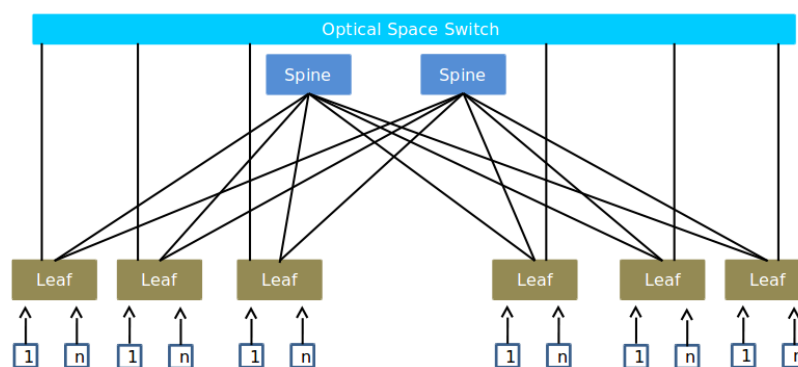 Optical Space Switch
Spine Spine
Leaf Leaf Leaf Leaf Leaf Leaf
1 n 1 n 1 n 1 n 1 n 1 n